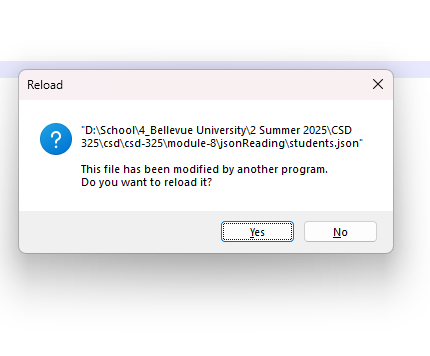 Reload
"D:\School\4_Bellevue University\2 Summer 2025\CSD
325\csd\csd-325\module-8\jsonReading\students.json"
This file has been modified by another program.
Do you want to reload it?
Yes
No